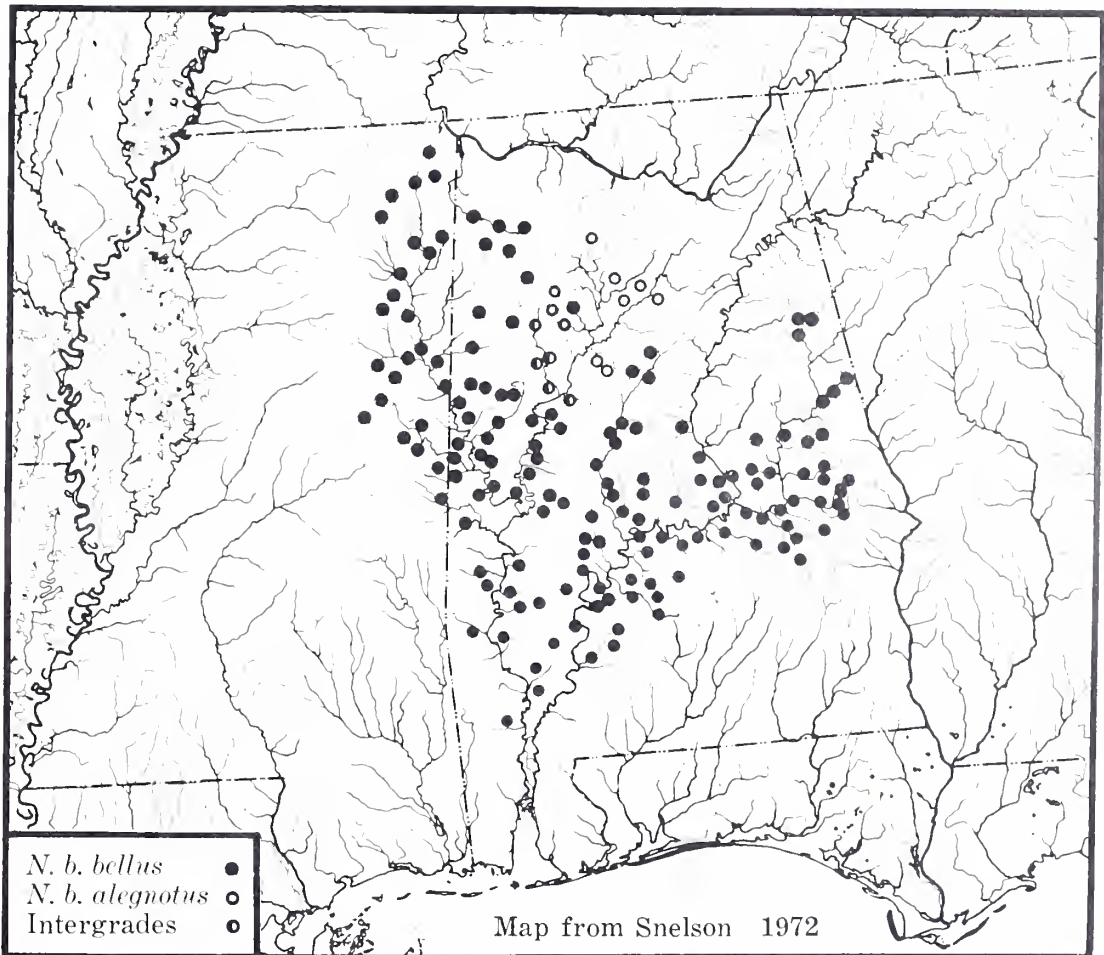 N. b. bellus
N. b. alegnotus
Intergrades
Map from Snelson 1972